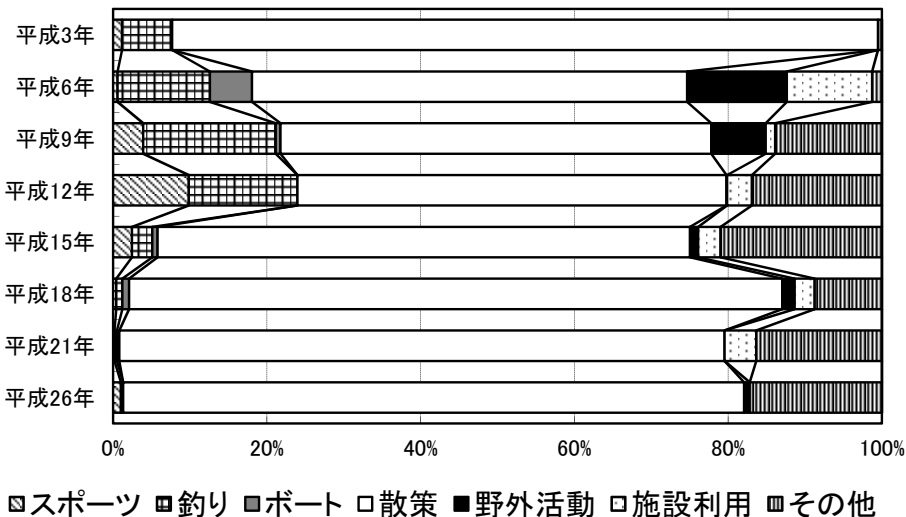 平成3年
平成6年
平成9年
平成12年
平成15年
平成18年
平成21年
平成26年
0% 20% 40% 60% 80% 100%
スポーツ 釣り ボート 散策 野外活動 施設利用 その他